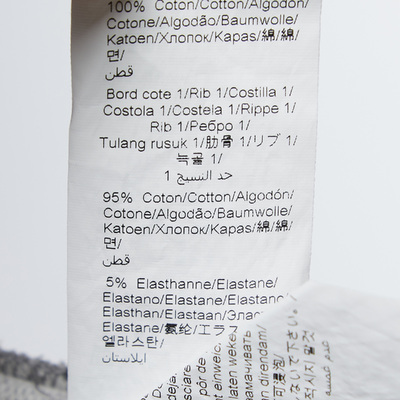 100% Coton/Cotton/Algodón/
Cotone/Algodão/Baumwolle/
Katoen/Хлопок/Kapas/綿/綿/
면/
قطن
Bord cote 1/Rib 1/Costilla 1/
Costola 1/Costela 1/Rippe 1/
Rib 1/Ребро 1/
Tulang rusuk 1/肋骨 1/リブ 1/
늑골 1/
حد النسيج 1
95% Coton/Cotton/Algodón/
Cotone/Algodão/Baumwolle/
Katoen/Хлопок/Kapas/綿/綿/
면/
قطن
5% Elasthanne/Elastane/
Elastano/Elastane/Elastano/
Elasthan/Elastaan/Элас
Elastane/氨纶/エラス
엘라스탄/
ايلاستان